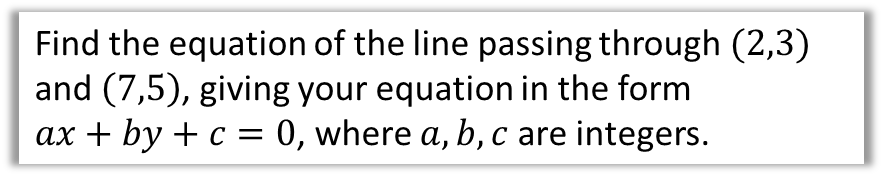 Find the equation of the line passing through (2,3)
and (7,5), giving your equation in the form
𝑎𝑥 + 𝑏𝑦 + 𝑐 = 0, where 𝑎, 𝑏, 𝑐 are integers.